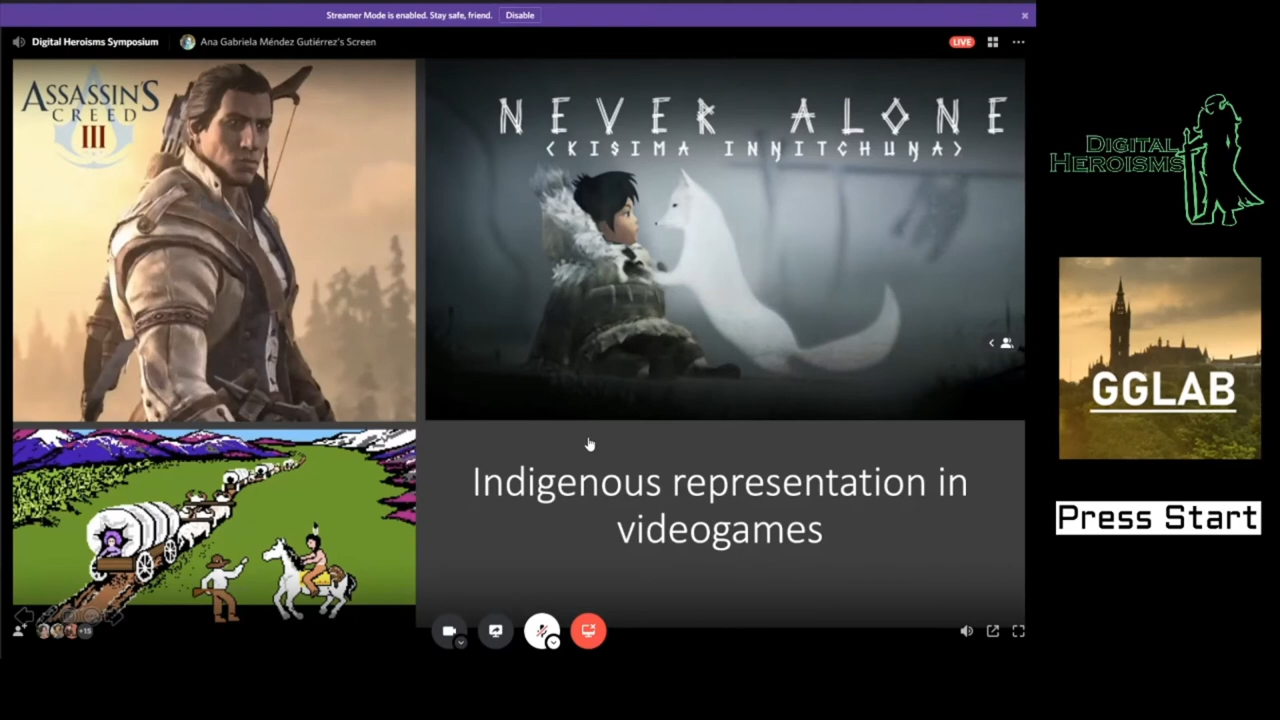 Streamer Mode is enabled. Stay safe, friend. Disable
Digital Heroisms Symposium
Ana Gabriela Méndez Gutiérrez's Screen
LIVE
ASSASSIN'S
CREED
III
NEVER ALONE
<KISIMA INNITCHUNA>
Indigenous representation in
videogames
+15
DIGITAL
HEROISMS
GGLAB
Press Start